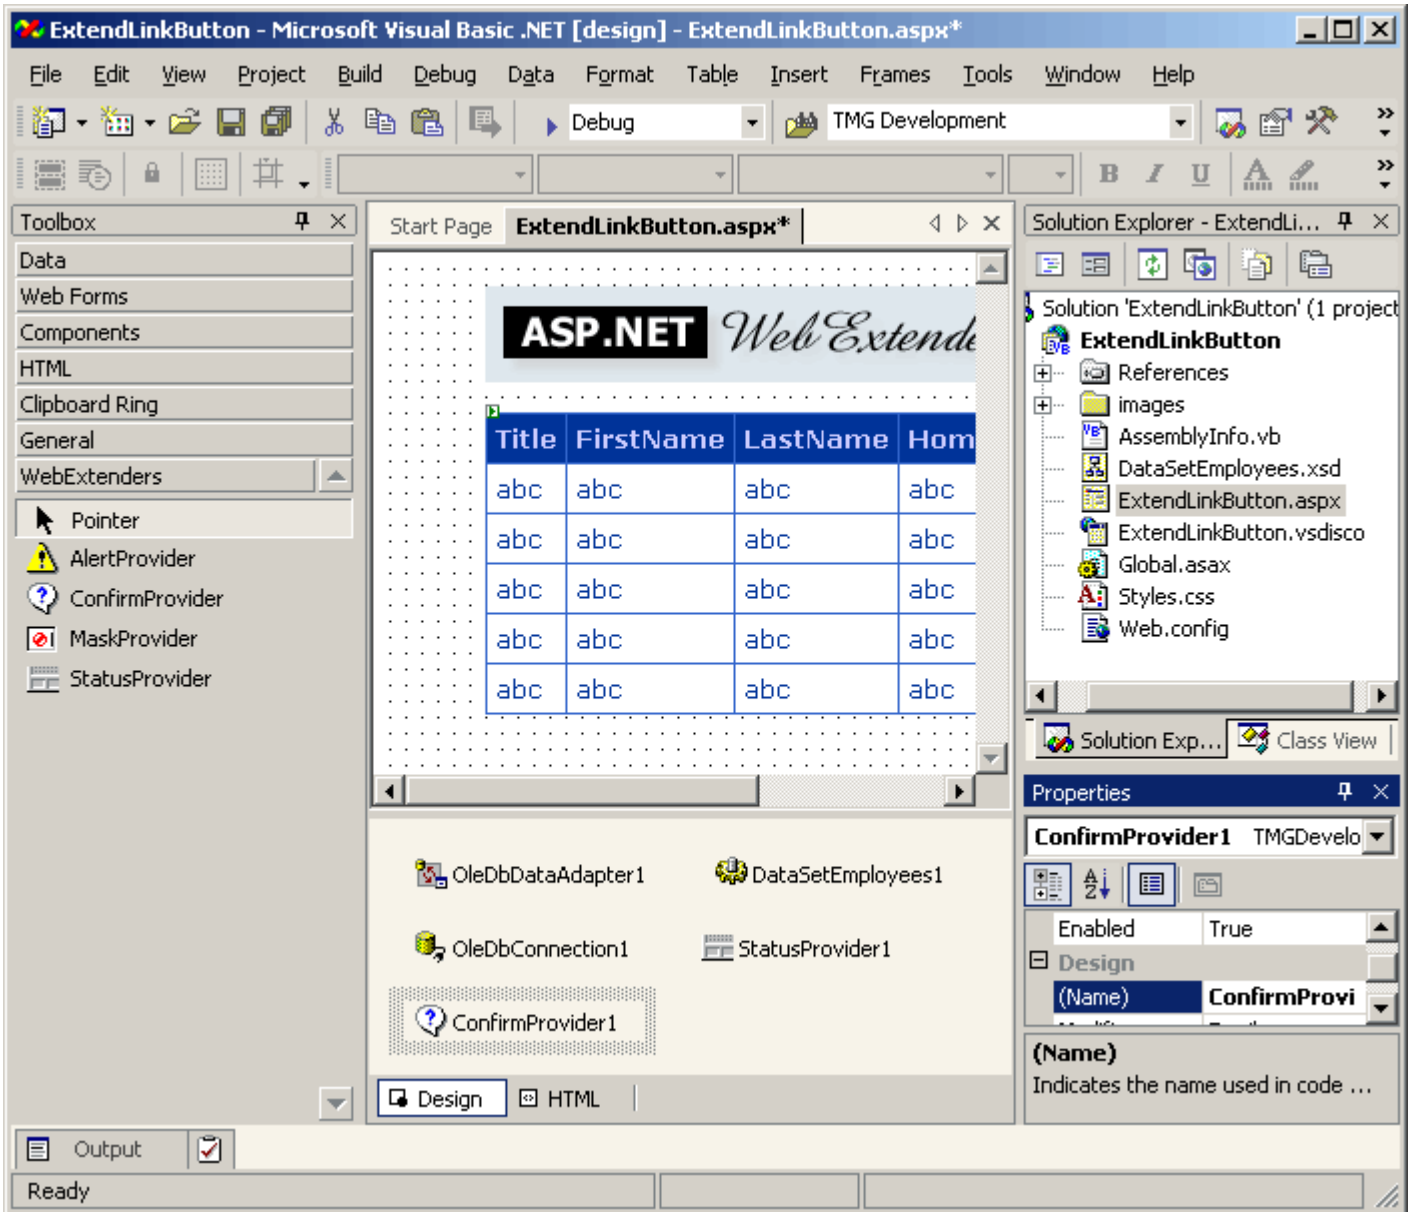 ExtendLinkButton - Microsoft Visual Basic .NET [design] - ExtendLinkButton.aspx*
File Edit View Project Build Debug Data Format Table Insert Frames Tools Window Help
Debug TMG Development
B I U A
Toolbox
Data
Web Forms
Components
HTML
Clipboard Ring
General
WebExtenders
Pointer
AlertProvider
ConfirmProvider
MaskProvider
StatusProvider
Start Page ExtendLinkButton.aspx*
ASP.NET WebExtende
Title FirstName LastName Hom
abc abc abc abc
abc abc abc abc
abc abc abc abc
abc abc abc abc
abc abc abc abc
OleDbDataAdapter1 DataSetEmployees1
OleDbConnection1 StatusProvider1
ConfirmProvider1
Design HTML
Solution Explorer - ExtendLi...
Solution 'ExtendLinkButton' (1 project
ExtendLinkButton
References
images
AssemblyInfo.vb
DataSetEmployees.xsd
ExtendLinkButton.aspx
ExtendLinkButton.vsdisco
Global.asax
Styles.css
Web.config
Solution Exp... Class View
Properties
ConfirmProvider1 TMGDevelo
Enabled True
Design
(Name) ConfirmProvi
(Name)
Indicates the name used in code ...
Output
Ready